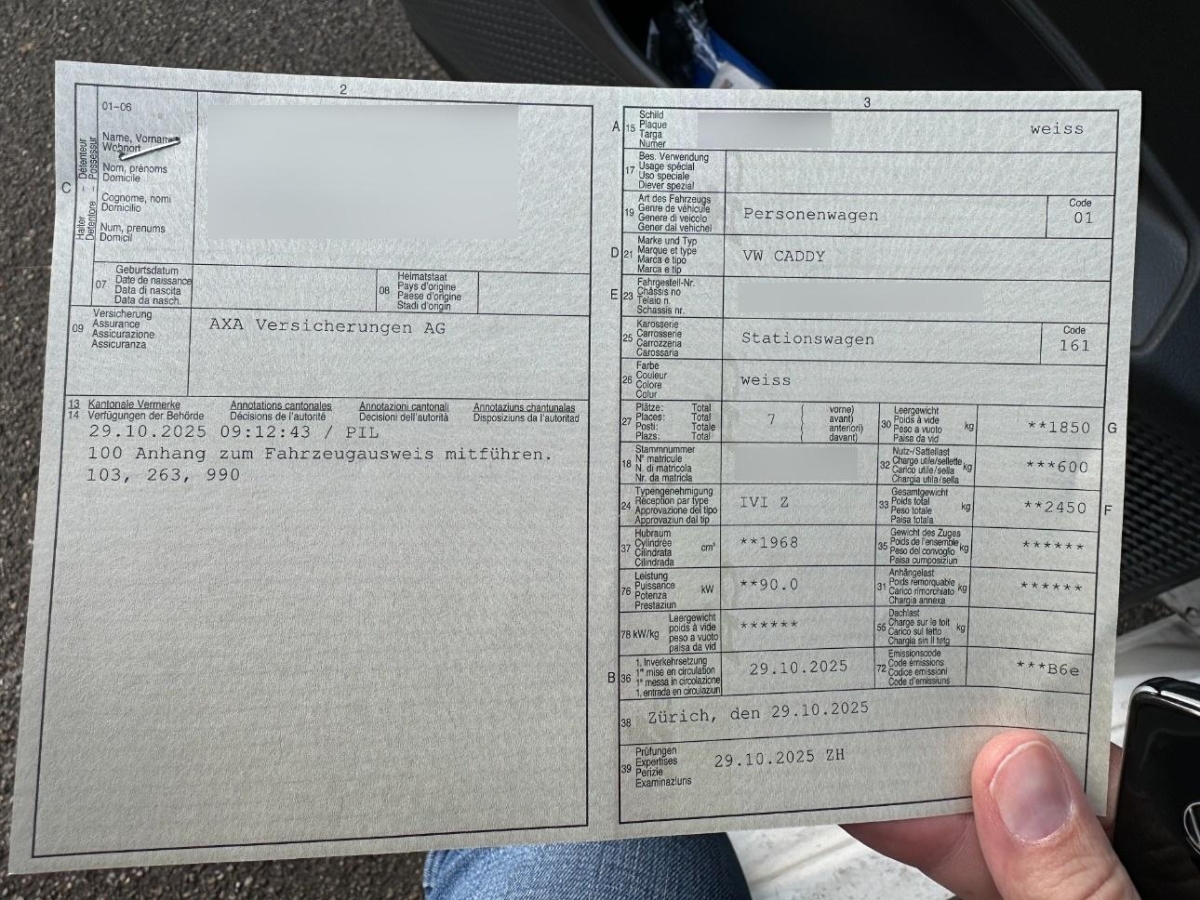 2
01-06
Name, Vorname
Wohnort
Nom, prénoms
Domicile
Cognome, nomi
Domicilio
Num, prenums
Domicil
C
Halter – Détenteur
Detentore – Possessur
07
Geburtsdatum
Date de naissance
Data di nascita
Data da nasch.
08
Heimatstaat
Pays d'origine
Paese d'origine
Stadi d'origin
09
Versicherung
Assurance
Assicurazione
Assicuranza
AXA Versicherungen AG
13 Kantonale Vermerke Annotations cantonales Annotazioni cantonali Annotaziuns chantunalas
14 Verfügungen der Behörde Décisions de l'autorité Decisioni dell'autorità Disposiziuns da l'autoritad
29.10.2025 09:12:43 / PIL
100 Anhang zum Fahrzeugausweis mitführen.
103, 263, 990
3
A 15
Schild
Plaque
Targa
Numer
weiss
17
Bes. Verwendung
Usage spécial
Uso speciale
Diever spezial
19
Art des Fahrzeugs
Genre de véhicule
Genere di veicolo
Gener dal vehichel
Personenwagen
Code
01
D 21
Marke und Typ
Marque et type
Marca e tipo
Marca e tip
VW CADDY
E 23
Fahrgestell-Nr.
Châssis no
Telaio n.
Schassis nr.
25
Karosserie
Carrosserie
Carrozzeria
Carossaria
Stationswagen
Code
161
26
Farbe
Couleur
Colore
Colur
weiss
27
Plätze: Total
Places: Total
Posti: Totale
Plazs: Total
7
vorne)
avant)
anteriori)
davant)
30
Leergewicht
Poids à vide
Peso a vuoto
Paisa da vid
kg
**1850
G
18
Stammnummer
N° matricule
N. di matricola
Nr. da matricla
32
Nutz-/Sattellast
Charge utile/sellette
Carico utile/sella
Chargia utila/sella
kg
***600
24
Typengenehmigung
Réception par type
Approvazione del tipo
Approvaziun dal tip
IVI Z
33
Gesamtgewicht
Poids total
Peso totale
Paisa totala
kg
**2450
F
37
Hubraum
Cylindrée
Cilindrata
Cilindrada
cm³
**1968
35
Gewicht des Zuges
Poids de l'ensemble
Peso del convoglio
Paisa cumposiziun
kg
******
76
Leistung
Puissance
Potenza
Prestaziun
kW
**90.0
31
Anhängelast
Poids remorquable
Carico rimorchiato
Chargia annexa
kg
******
78 kW/kg
Leergewicht
poids à vide
peso a vuoto
paisa da vid
******
55
Dachlast
Charge sur le toit
Carico sul tetto
Chargia sin il tetg
kg
B 36
1. Inverkehrsetzung
1re mise en circulation
1a messa in circolazione
1. entrada en circulaziun
29.10.2025
72
Emissionscode
Code émissions
Codice emissioni
Code d'emissiuns
***B6e
38
Zürich, den 29.10.2025
39
Prüfungen
Expertises
Perizie
Examinaziuns
29.10.2025 ZH